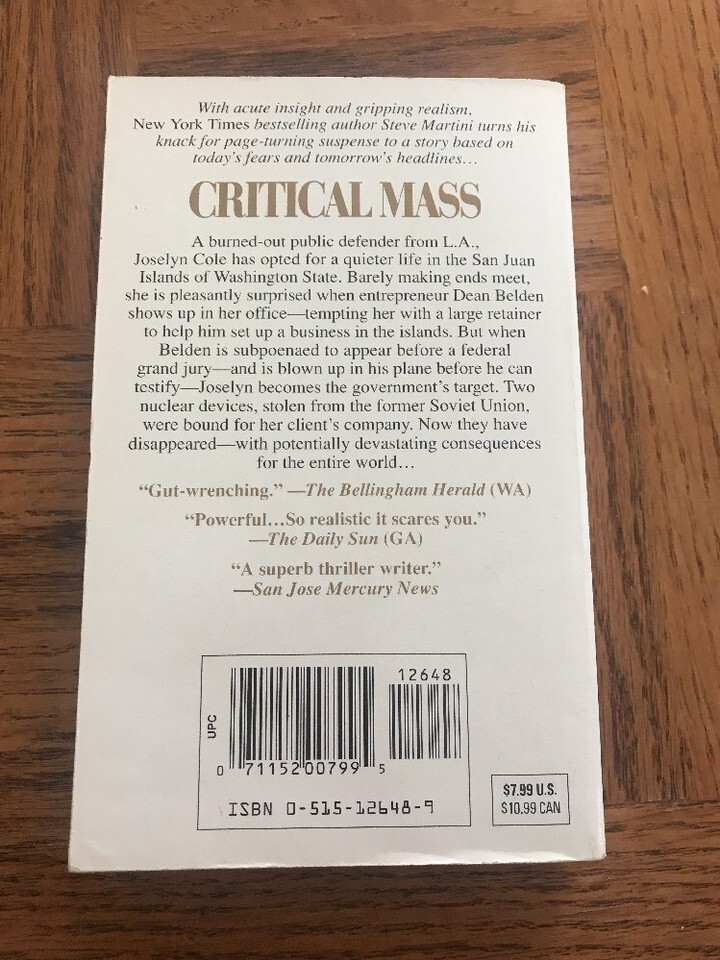 With acute insight and gripping realism,
New York Times bestselling author Steve Martini turns his
knack for page-turning suspense to a story based on
today's fears and tomorrow's headlines...
CRITICAL MASS
A burned-out public defender from L.A.,
Joselyn Cole has opted for a quieter life in the San Juan
Islands of Washington State. Barely making ends meet,
she is pleasantly surprised when entrepreneur Dean Belden
shows up in her office—tempting her with a large retainer
to help him set up a business in the islands. But when
Belden is subpoenaed to appear before a federal
grand jury—and is blown up in his plane before he can
testify—Joselyn becomes the government's target. Two
nuclear devices, stolen from the former Soviet Union,
were bound for her client's company. Now they have
disappeared—with potentially devastating consequences
for the entire world...
“Gut-wrenching.” —The Bellingham Herald (WA)
“Powerful...So realistic it scares you.”
—The Daily Sun (GA)
“A superb thriller writer.”
—San Jose Mercury News
12648
UPC
0 71152 00799 5
ISBN 0-515-12648-9
$7.99 U.S.
$10.99 CAN